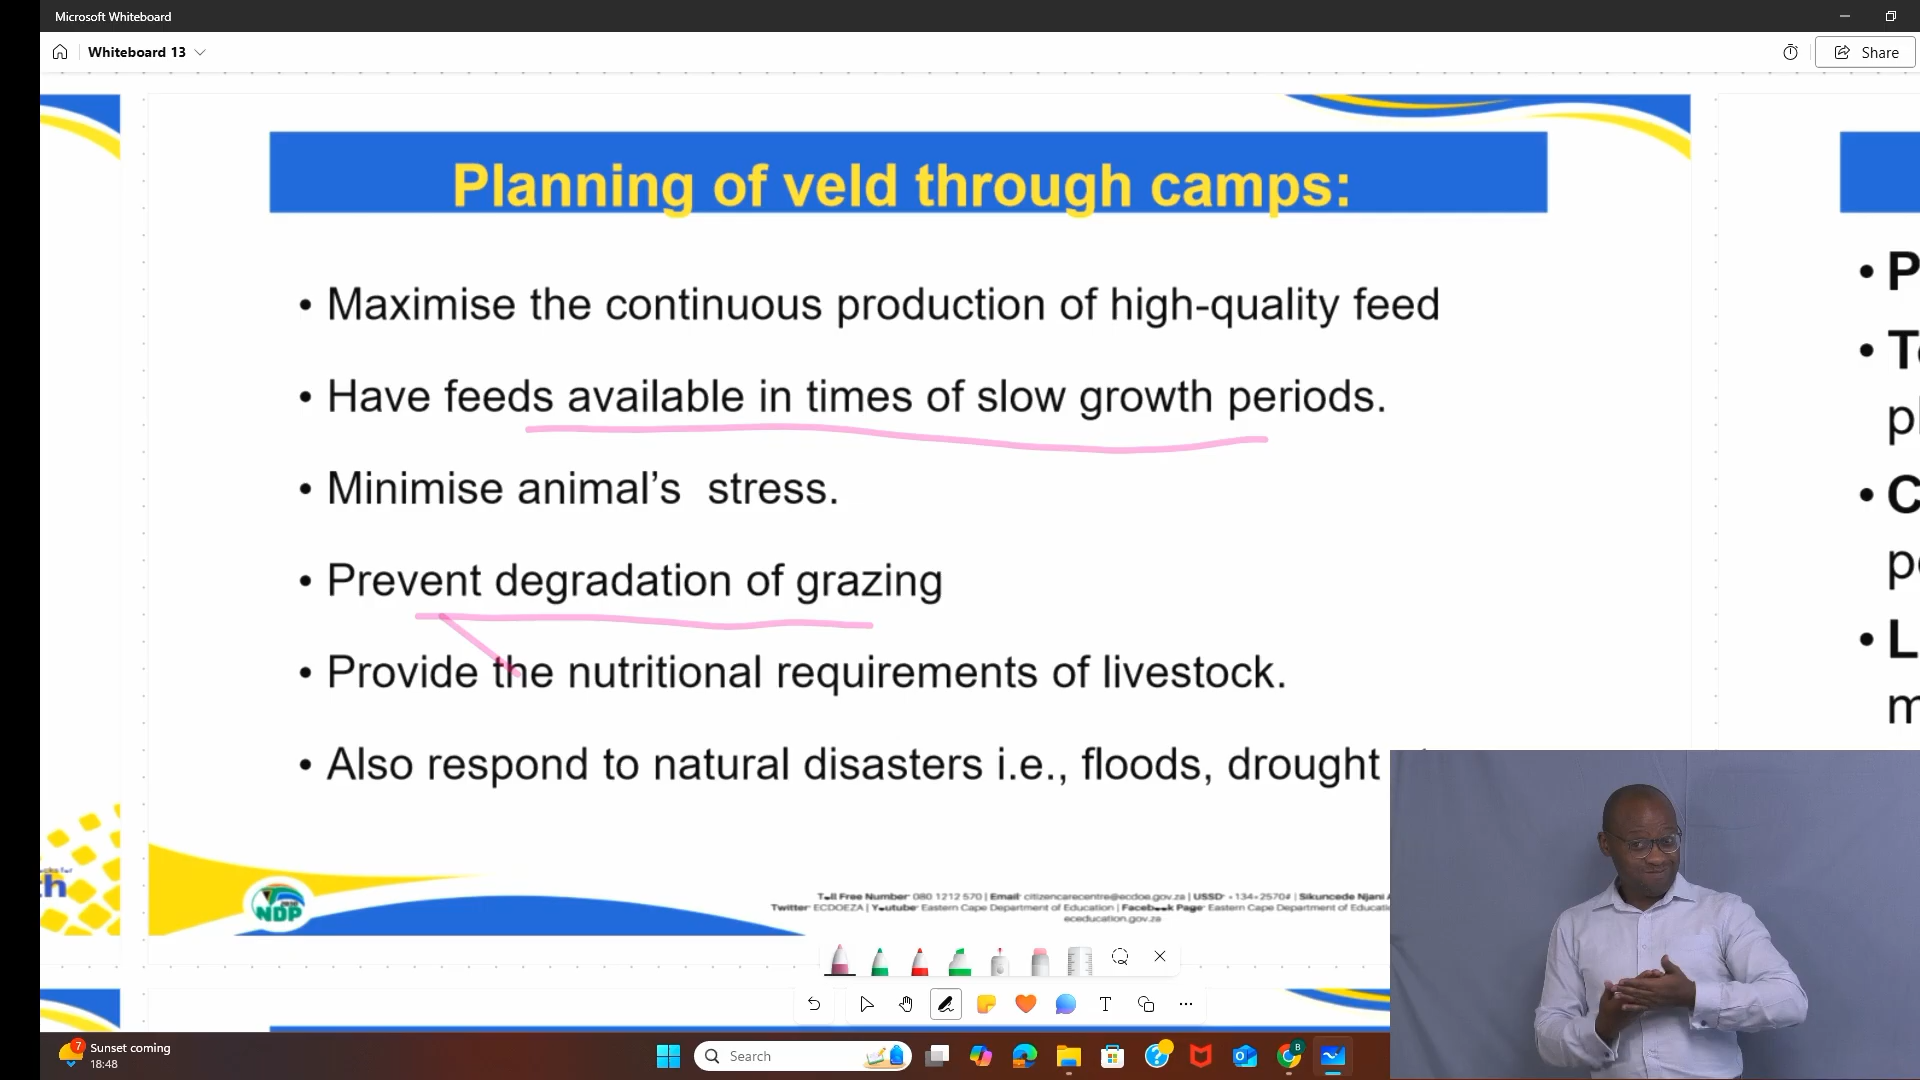 Microsoft Whiteboard
Whiteboard 13
Share
Planning of veld through camps:
• Maximise the continuous production of high-quality feed
• Have feeds available in times of slow growth periods.
• Minimise animal’s stress.
• Prevent degradation of grazing
• Provide the nutritional requirements of livestock.
• Also respond to natural disasters i.e., floods, drought
• P
• T
pl
• C
• L
h
NDP
Toll Free Number: 080 1212 570 | Email: citizencarecentre@ecdoe.gov.za | USSD: *134*2570# | Sikuncede Njani
Twitter: ECDOEZA | Youtube: Eastern Cape Department of Education | Facebook Page: Eastern Cape Department of
eceducation.gov.za
T
7
Sunset coming
18:48
Search
B